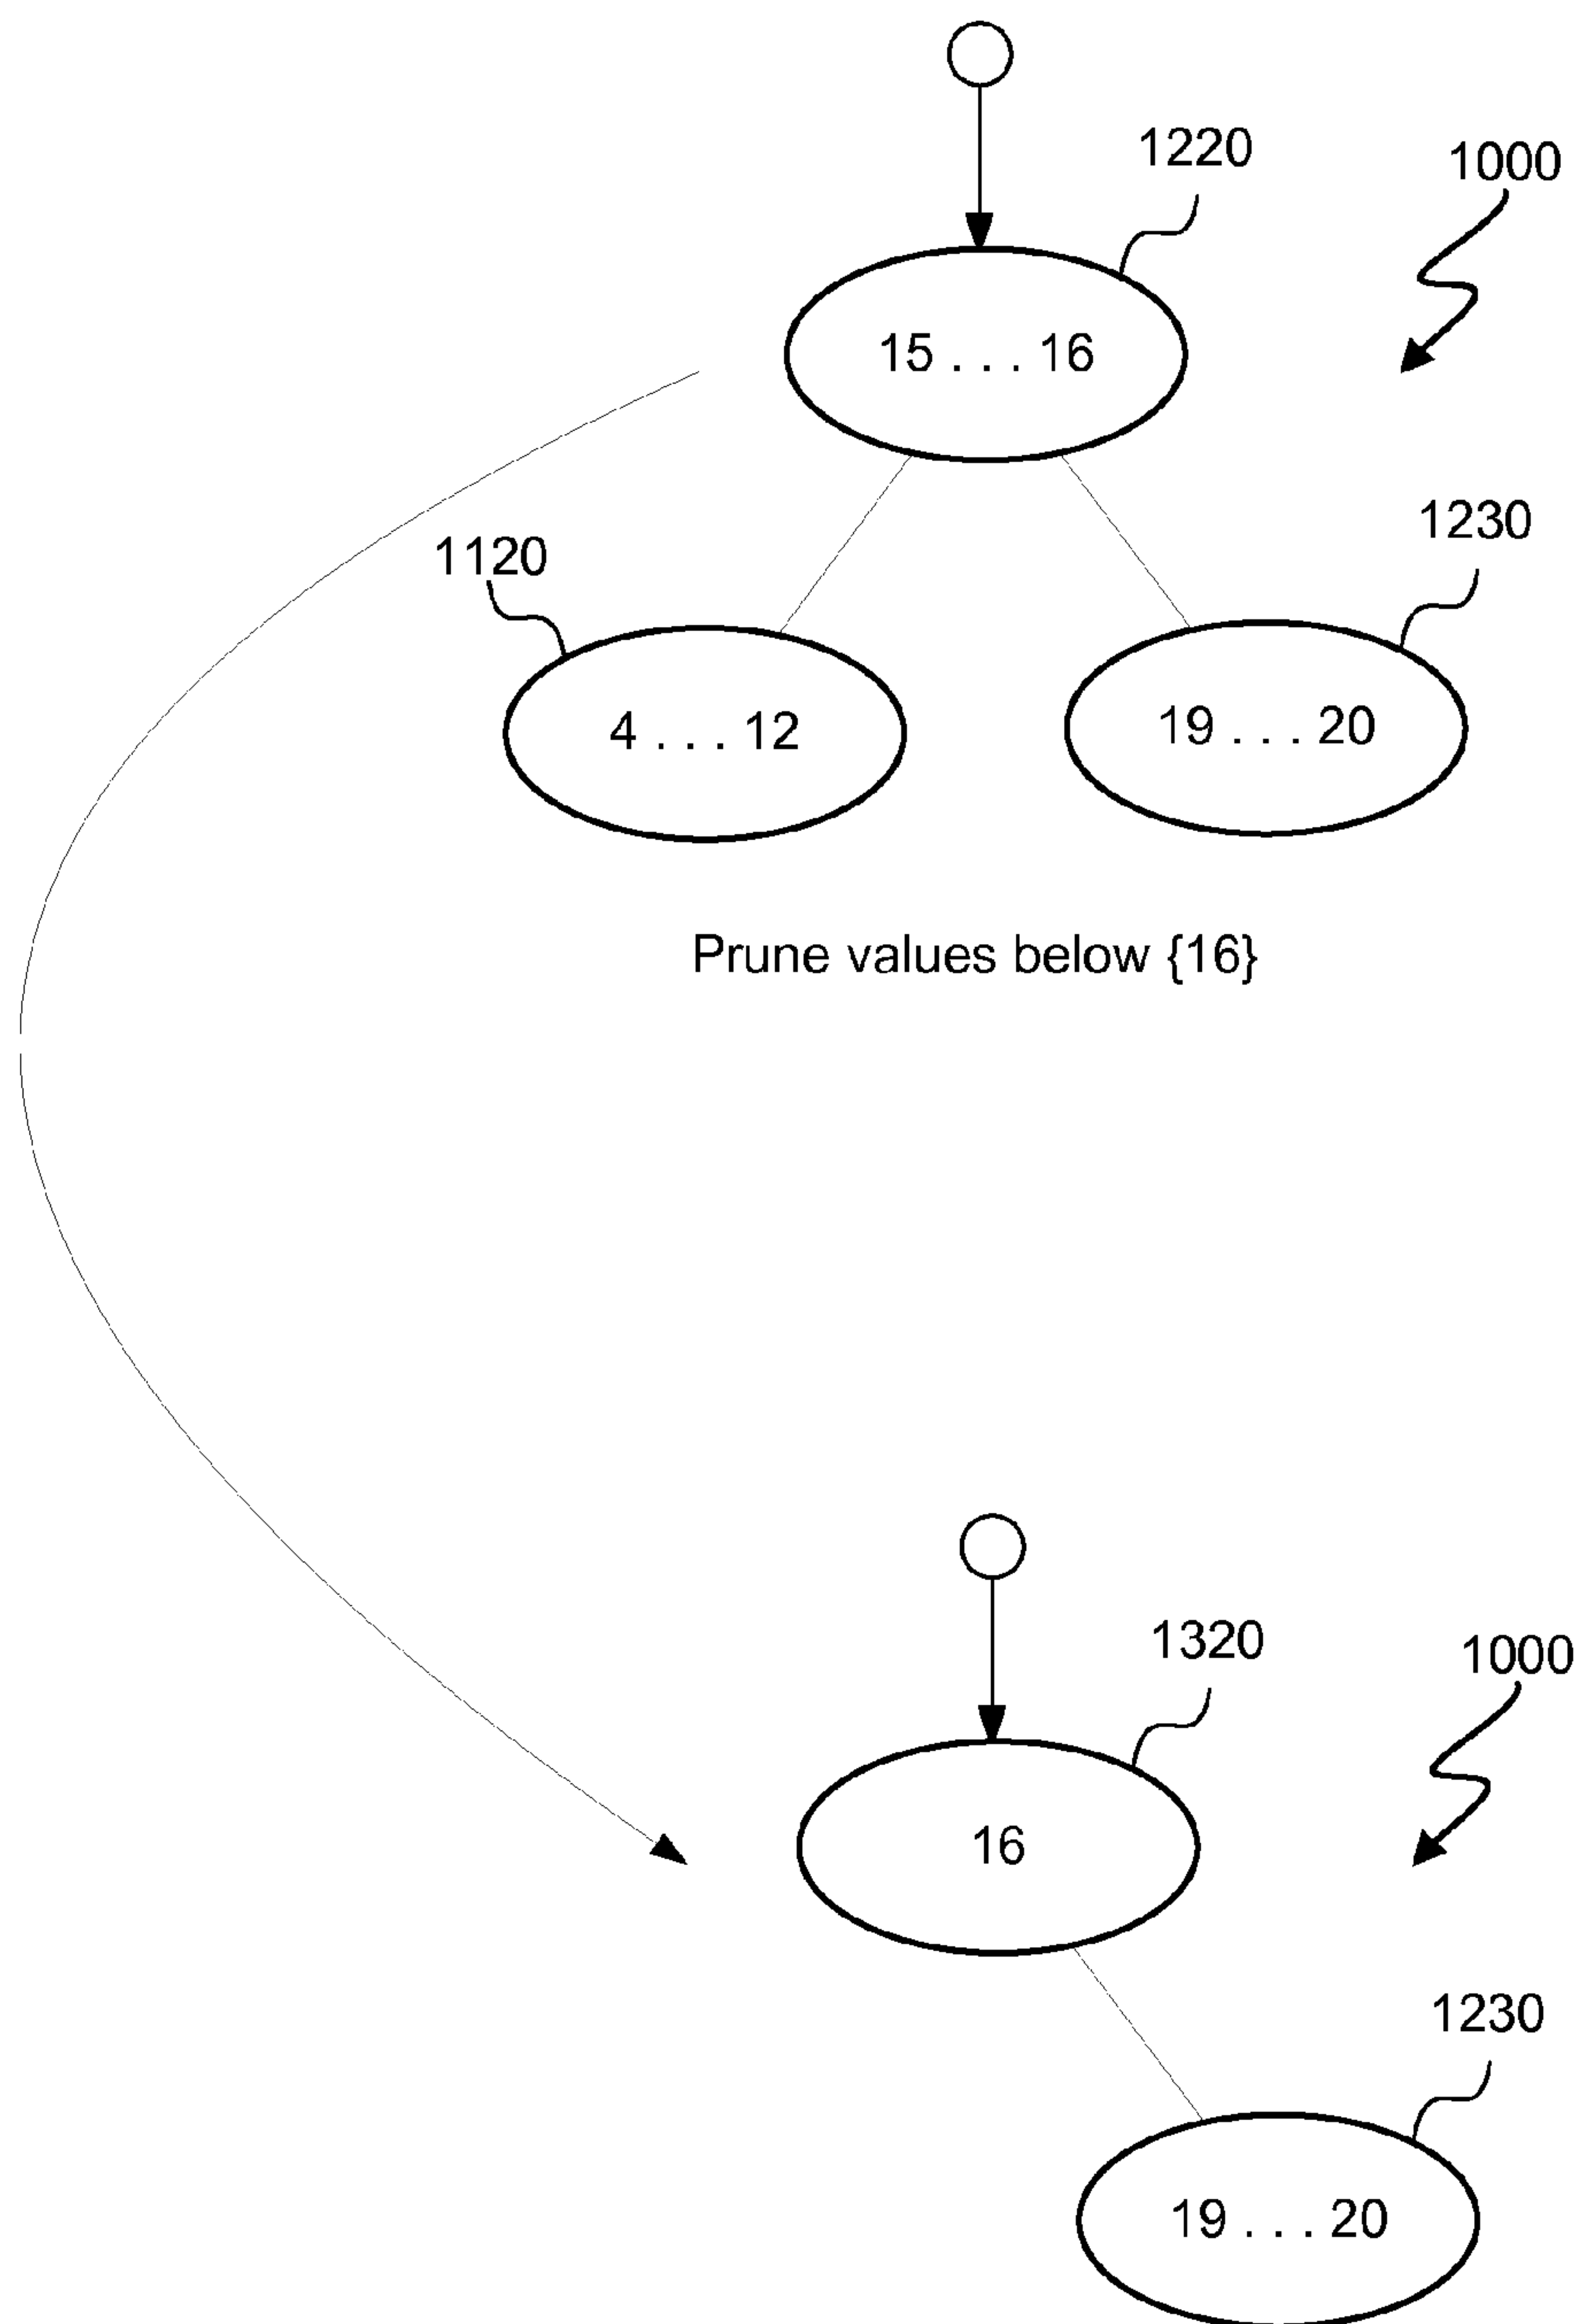 1220
1000
15 . . . 16
1230
1120
4 . . . 12
19 . . . 20
Prune values below {16}
1320
1000
16
1230
19 . . . 20